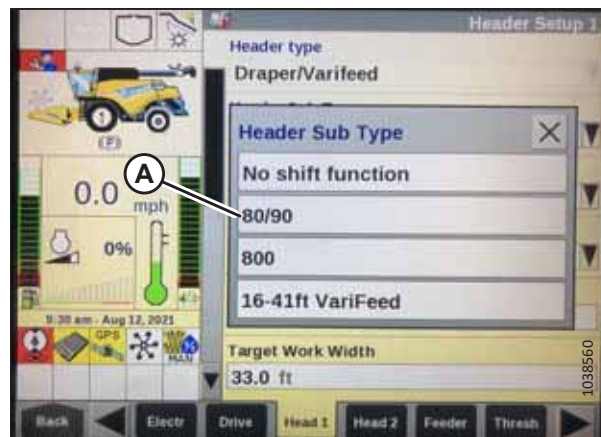 Header Setup 1
Header type
Draper/Varifeed
Header Sub Type
No shift function
80/90
800
16-41ft VariFeed
Target Work Width
33.0 ft
A
(P)
0.0 mph
0%
9:30 am - Aug 12, 2021
GPS
MAN
Back
Electr
Drive
Head 1
Head 2
Feeder
Thresh
1038560